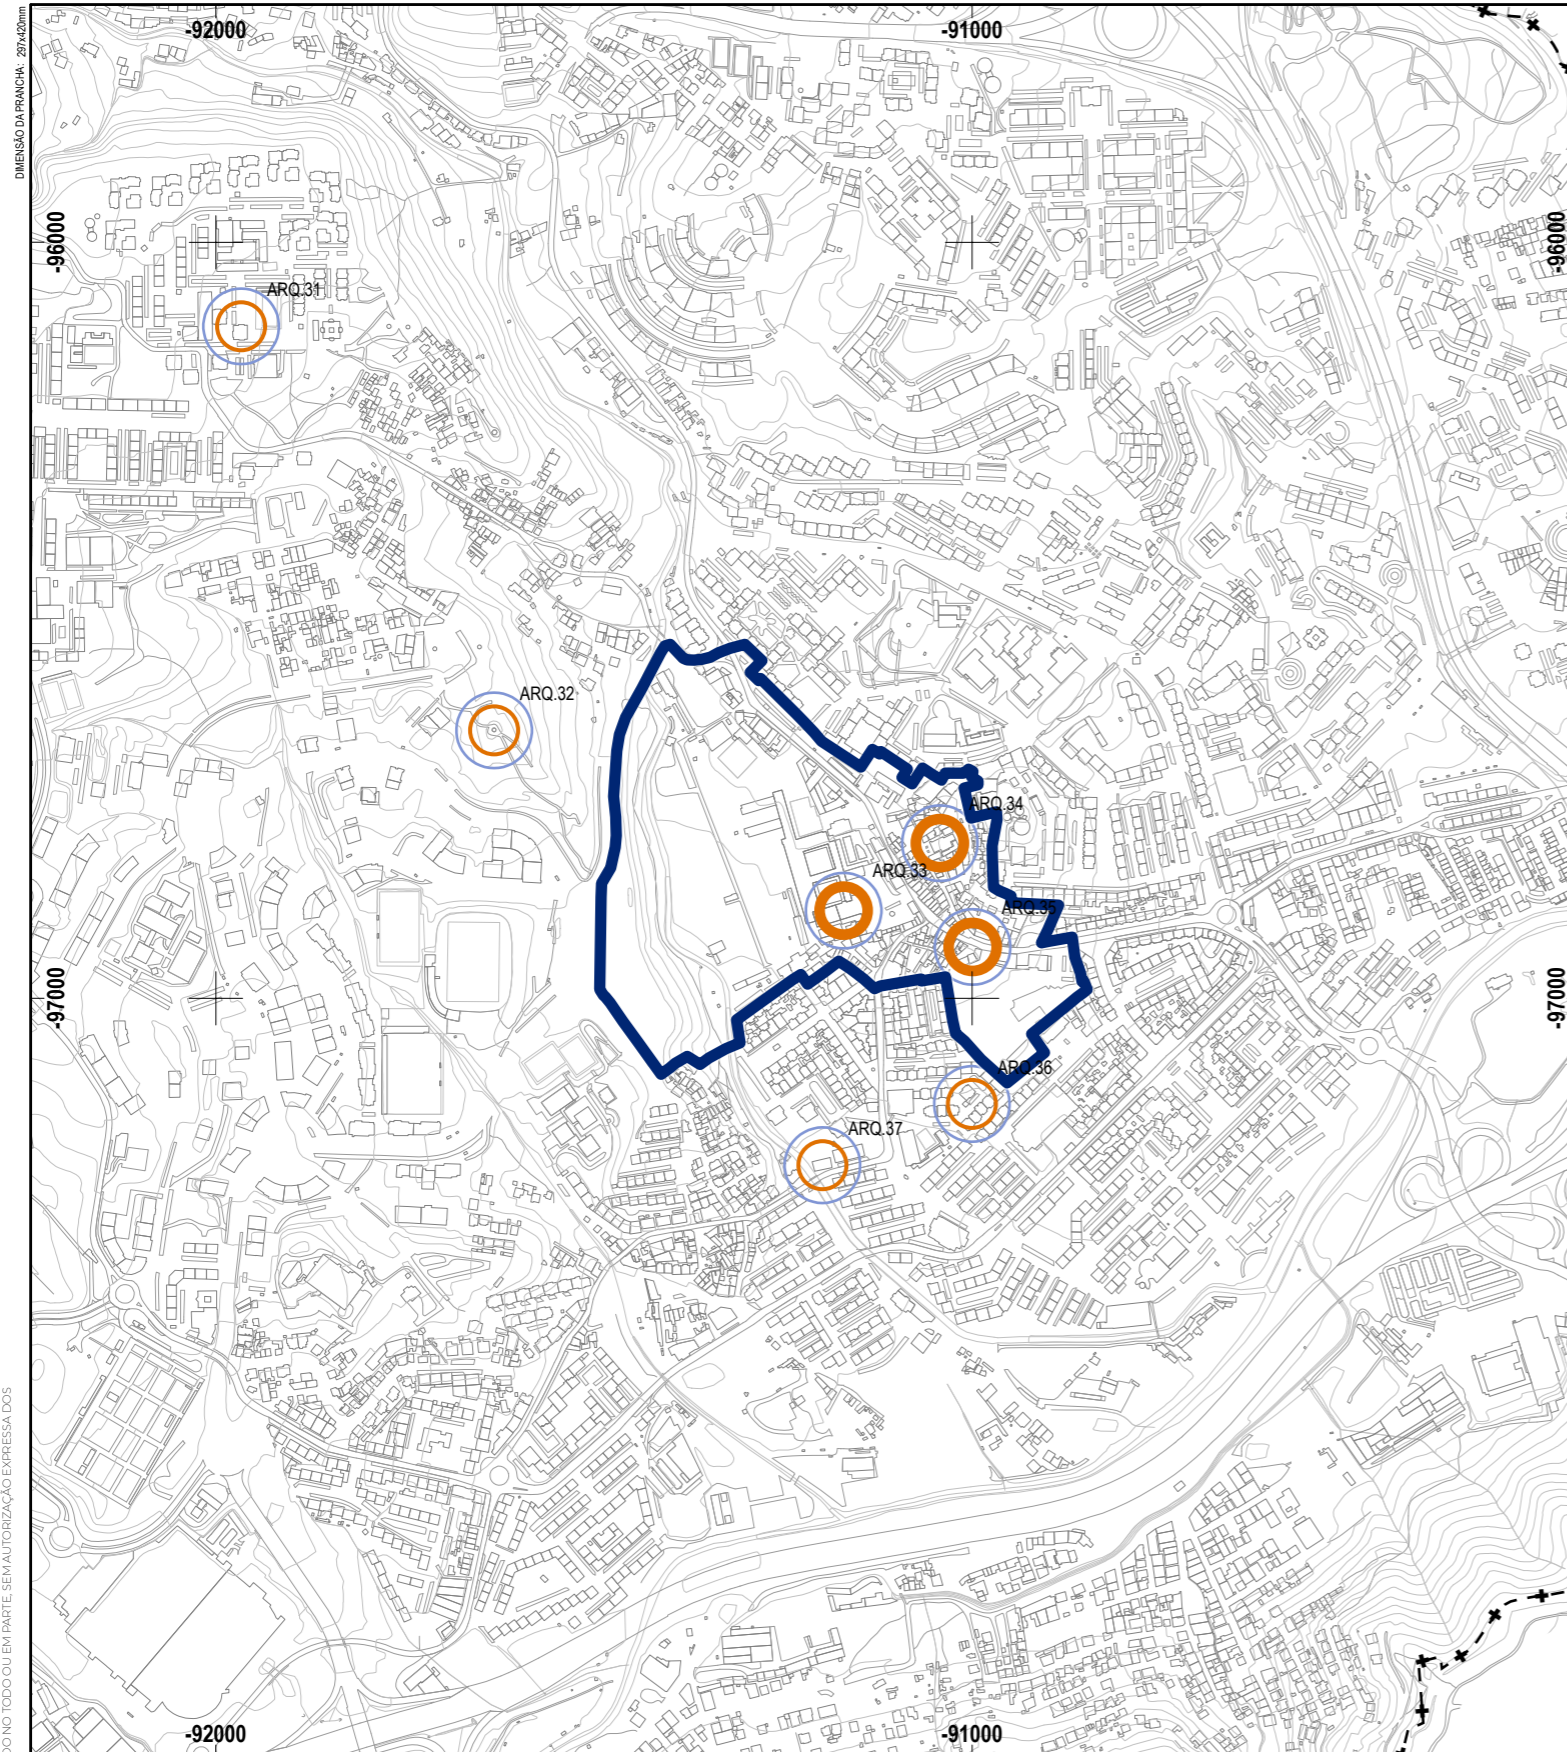 DIMENSÃO DA PRANCHA: 297x420mm
-92000
-91000
-96000
-96000
ARQ.31
ARQ.32
ARQ.34
ARQ.33
ARQ.35
-97000
-97000
ARQ.36
ARQ.37
DO NO TODO OU EM PARTE, SEM AUTORIZAÇÃO EXPRESSA DOS
-92000
-91000